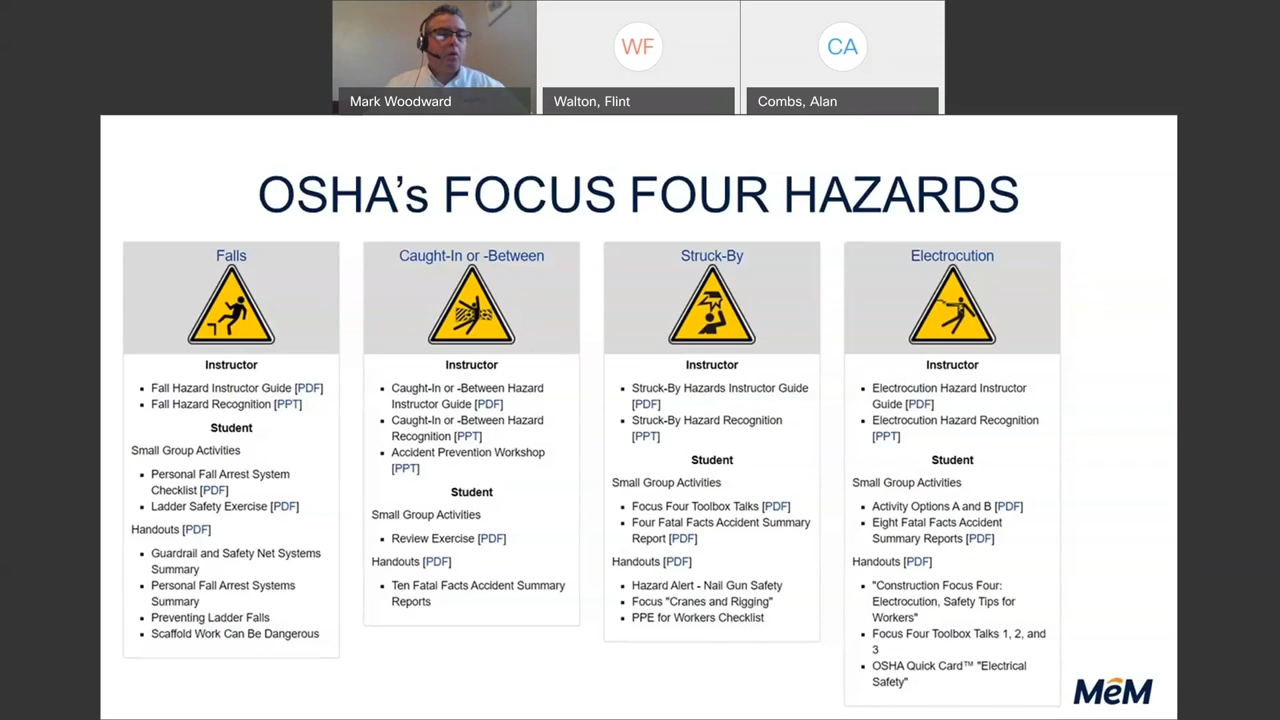 WF
CA
Mark Woodward
Walton, Flint
Combs, Alan
OSHA's FOCUS FOUR HAZARDS
Falls
Instructor
Fall Hazard Instructor Guide [PDF]
Fall Hazard Recognition [PPT]
Student
Small Group Activities
Personal Fall Arrest System
Checklist [PDF]
Ladder Safety Exercise [PDF]
Handouts [PDF]
Guardrail and Safety Net Systems
Summary
Personal Fall Arrest Systems
Summary
Preventing Ladder Falls
Scaffold Work Can Be Dangerous
Caught-In or -Between
Instructor
Caught-In or -Between Hazard
Instructor Guide [PDF]
Caught-In or -Between Hazard
Recognition [PPT]
Accident Prevention Workshop
[PPT]
Student
Small Group Activities
Review Exercise [PDF]
Handouts [PDF]
Ten Fatal Facts Accident Summary
Reports
Struck-By
Instructor
Struck-By Hazards Instructor Guide
[PDF]
Struck-By Hazard Recognition
[PPT]
Student
Small Group Activities
Focus Four Toolbox Talks [PDF]
Four Fatal Facts Accident Summary
Report [PDF]
Handouts [PDF]
Hazard Alert - Nail Gun Safety
Focus "Cranes and Rigging"
PPE for Workers Checklist
Electrocution
Instructor
Electrocution Hazard Instructor
Guide [PDF]
Electrocution Hazard Recognition
[PPT]
Student
Small Group Activities
Activity Options A and B [PDF]
Eight Fatal Facts Accident
Summary Reports [PDF]
Handouts [PDF]
"Construction Focus Four:
Electrocution, Safety Tips for
Workers"
Focus Four Toolbox Talks 1, 2, and
3
OSHA Quick Card™ "Electrical
Safety"
MeM